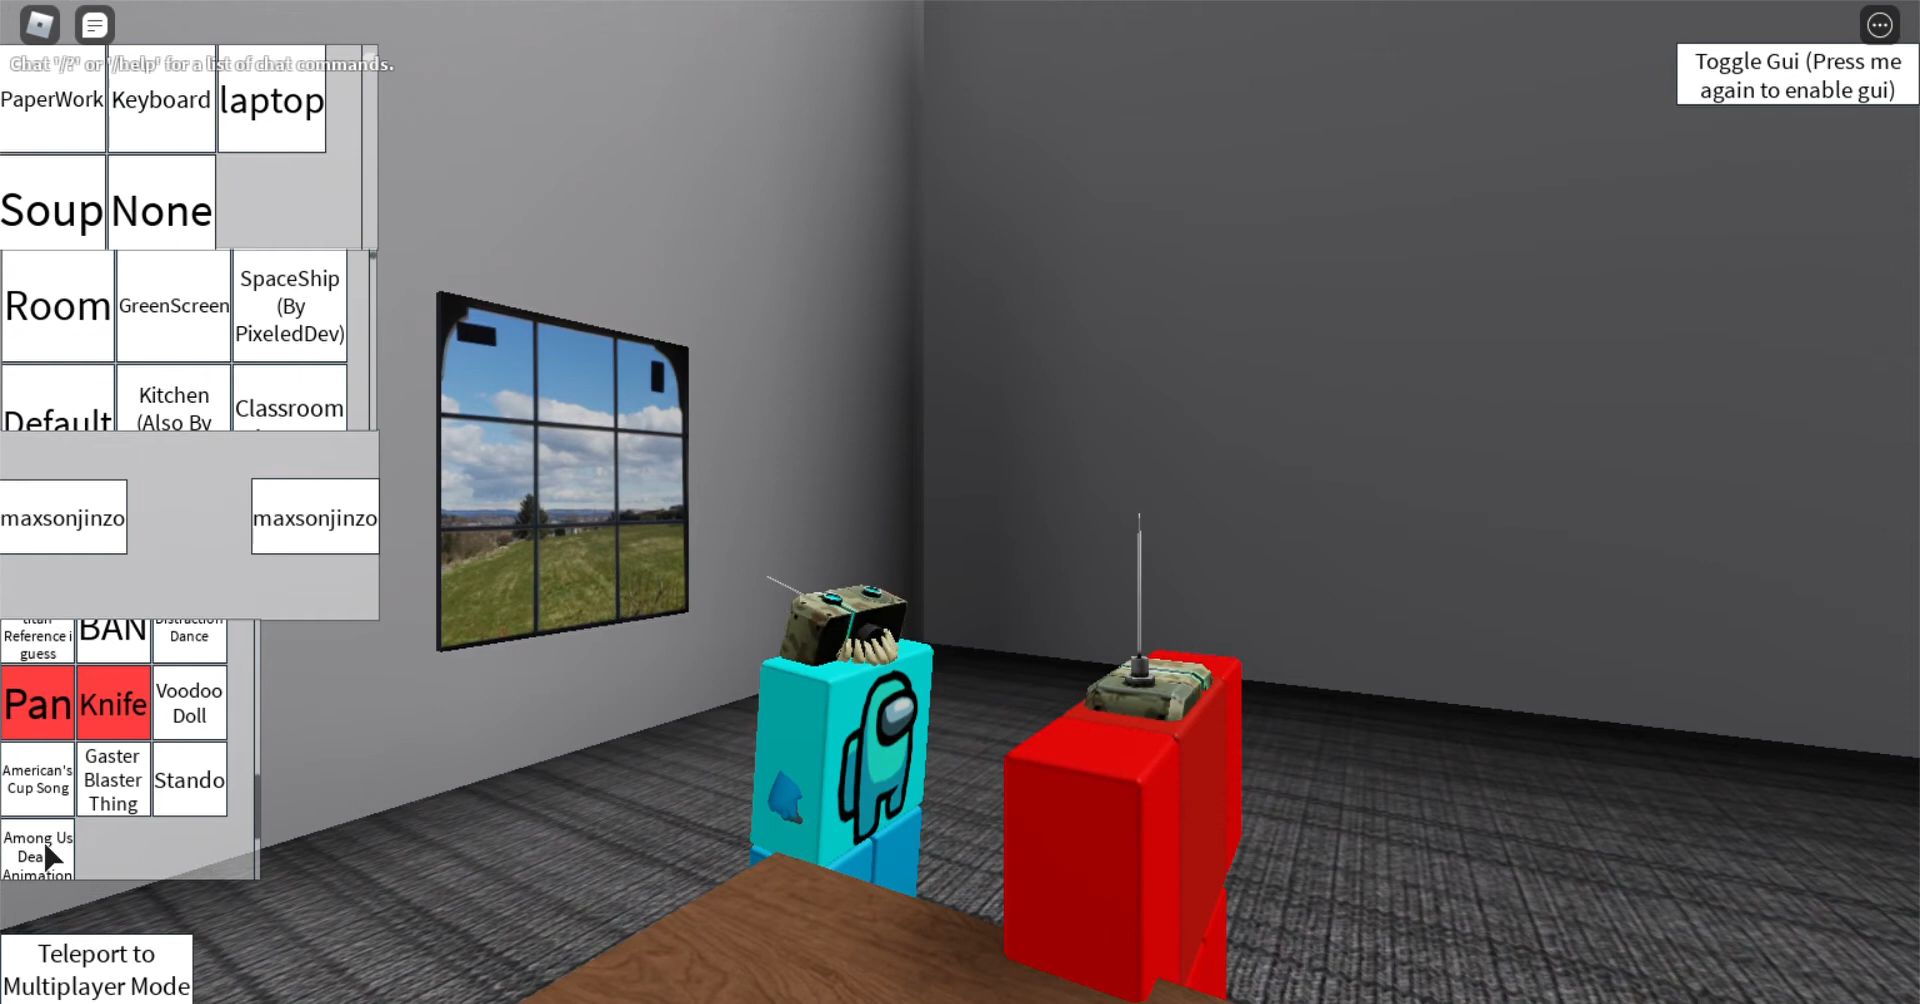 Chat '/?' or '/help' for a list of chat commands.
Toggle Gui (Press me
again to enable gui)
PaperWork
Keyboard
laptop
Soup
None
Room
GreenScreen
SpaceShip
(By
PixeledDev)
Default
Kitchen
(Also By
Classroom
maxsonjinzo
maxsonjinzo
titan
Reference i
guess
BAN
Distraction
Dance
Pan
Knife
Voodoo
Doll
American's
Cup Song
Gaster
Blaster
Thing
Stando
Among Us
Animation
Teleport to
Multiplayer Mode